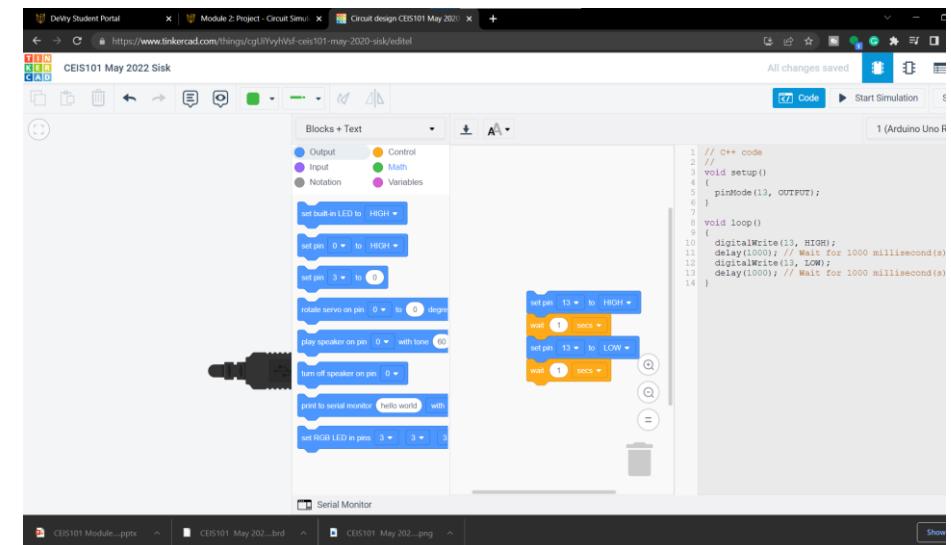 DeVry Student Portal
Module 2: Project - Circuit Simul
Circuit design CEIS101 May 2020
https://www.tinkercad.com/things/cgUiYvyhVsf-ceis101-may-2020-sisk/editel
TIN
KER
CAD
CEIS101 May 2022 Sisk
All changes saved
Code
Start Simulation
S
Blocks + Text
1 (Arduino Uno R
Output
Control
Input
Math
Notation
Variables
set built-in LED to HIGH
set pin 0 to HIGH
set pin 3 to 0
rotate servo on pin 0 to 0 degre
play speaker on pin 0 with tone 60
turn off speaker on pin 0
print to serial monitor hello world with
set RGB LED in pins 3 3 3
set pin 13 to HIGH
wait 1 secs
set pin 13 to LOW
wait 1 secs
1 // C++ code
2 //
3 void setup()
4 {
5 pinMode(13, OUTPUT);
6 }
7
8 void loop()
9 {
10 digitalWrite(13, HIGH);
11 delay(1000); // Wait for 1000 millisecond(s)
12 digitalWrite(13, LOW);
13 delay(1000); // Wait for 1000 millisecond(s)
14 }
Serial Monitor
CEIS101 Module....pptx
CEIS101 May 202....brd
CEIS101 May 202....png
Show